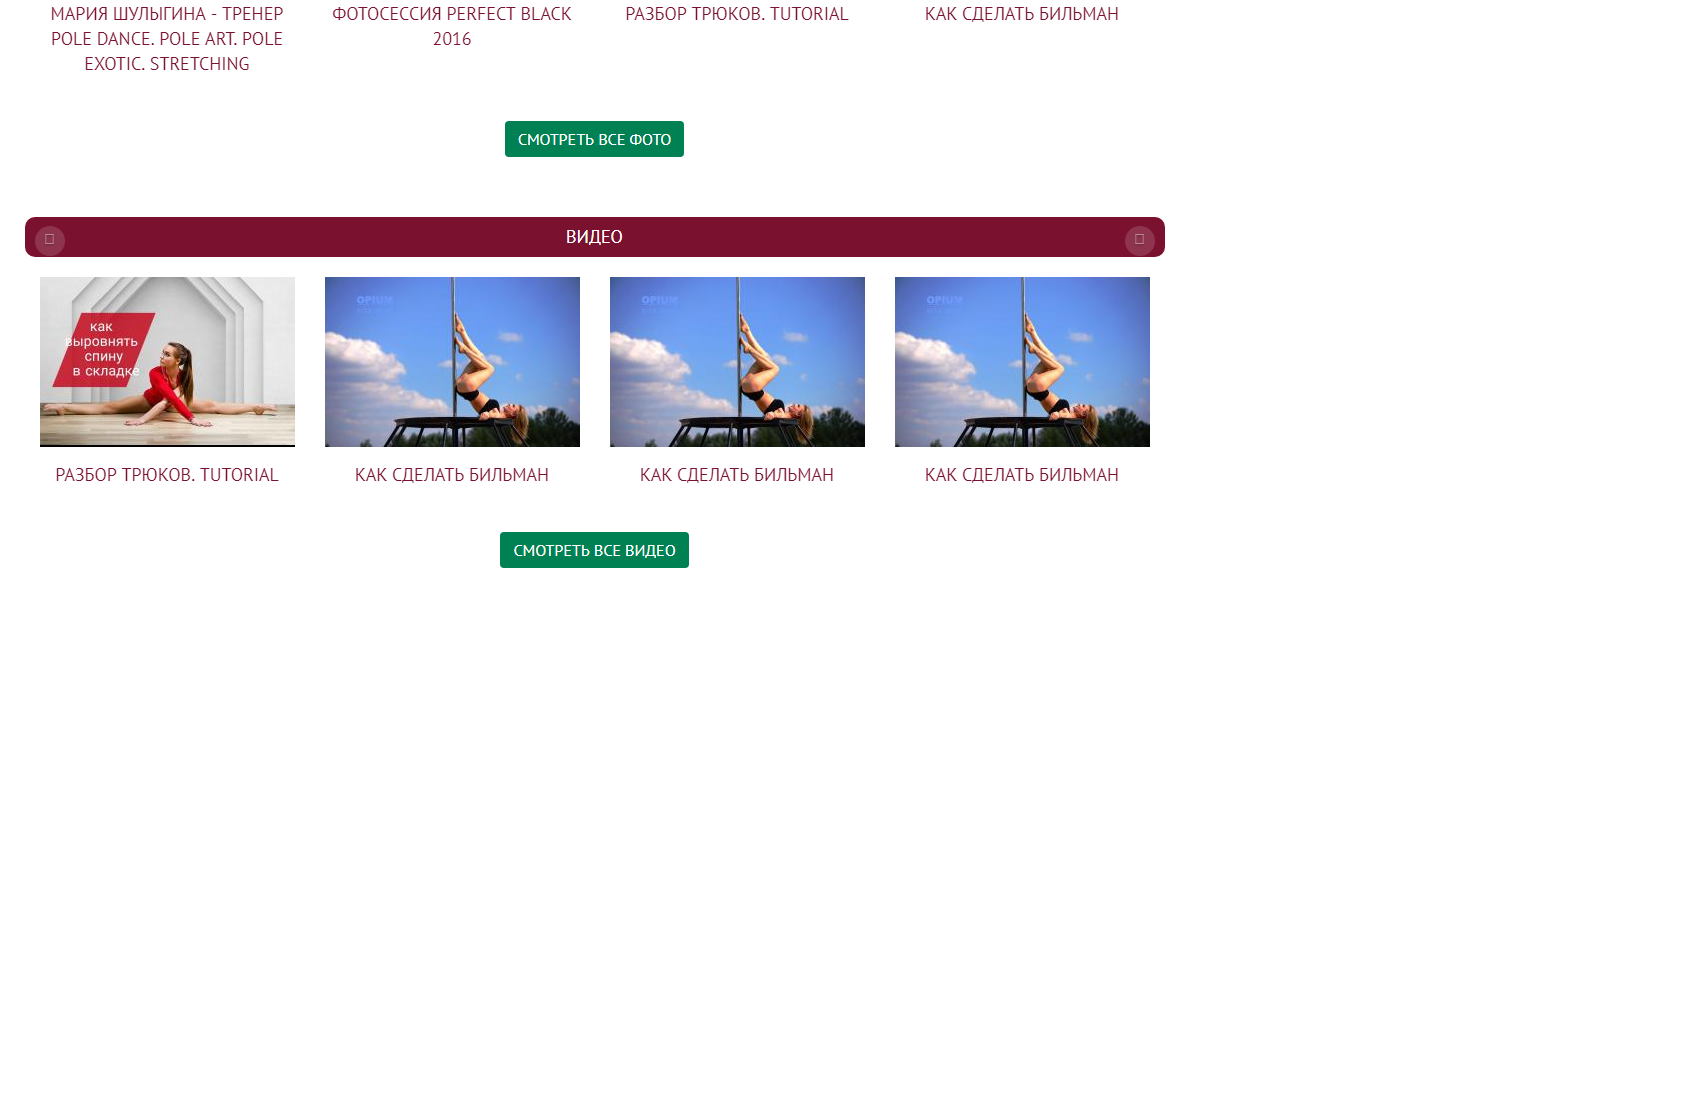 МАРИЯ ШУЛЫГИНА - ТРЕНЕР
POLE DANCE. POLE ART. POLE
EXOTIC. STRETCHING
ФОТОСЕССИЯ PERFECT BLACK
2016
РАЗБОР ТРЮКОВ. TUTORIAL
КАК СДЕЛАТЬ БИЛЬМАН
СМОТРЕТЬ ВСЕ ФОТО
ВИДЕО
как
выровнять
спину
в складке
OPIUM
OPIUM
OPIUM
РАЗБОР ТРЮКОВ. TUTORIAL
КАК СДЕЛАТЬ БИЛЬМАН
КАК СДЕЛАТЬ БИЛЬМАН
КАК СДЕЛАТЬ БИЛЬМАН
СМОТРЕТЬ ВСЕ ВИДЕО